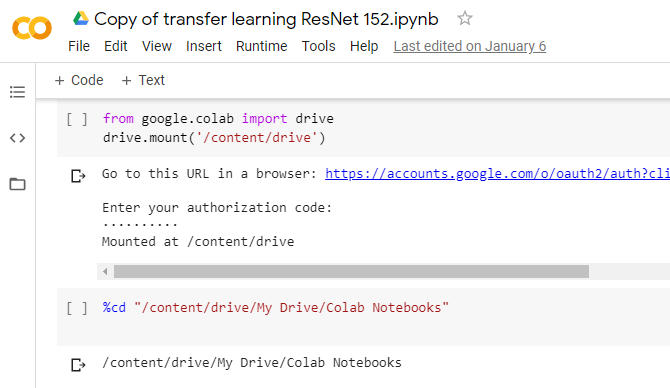 Copy of transfer learning ResNet 152.ipynb
File Edit View Insert Runtime Tools Help Last edited on January 6
+ Code + Text
[ ] from google.colab import drive
drive.mount('/content/drive')
Go to this URL in a browser: https://accounts.google.com/o/oauth2/auth?cli
Enter your authorization code:
··········
Mounted at /content/drive
[ ] %cd "/content/drive/My Drive/Colab Notebooks"
/content/drive/My Drive/Colab Notebooks